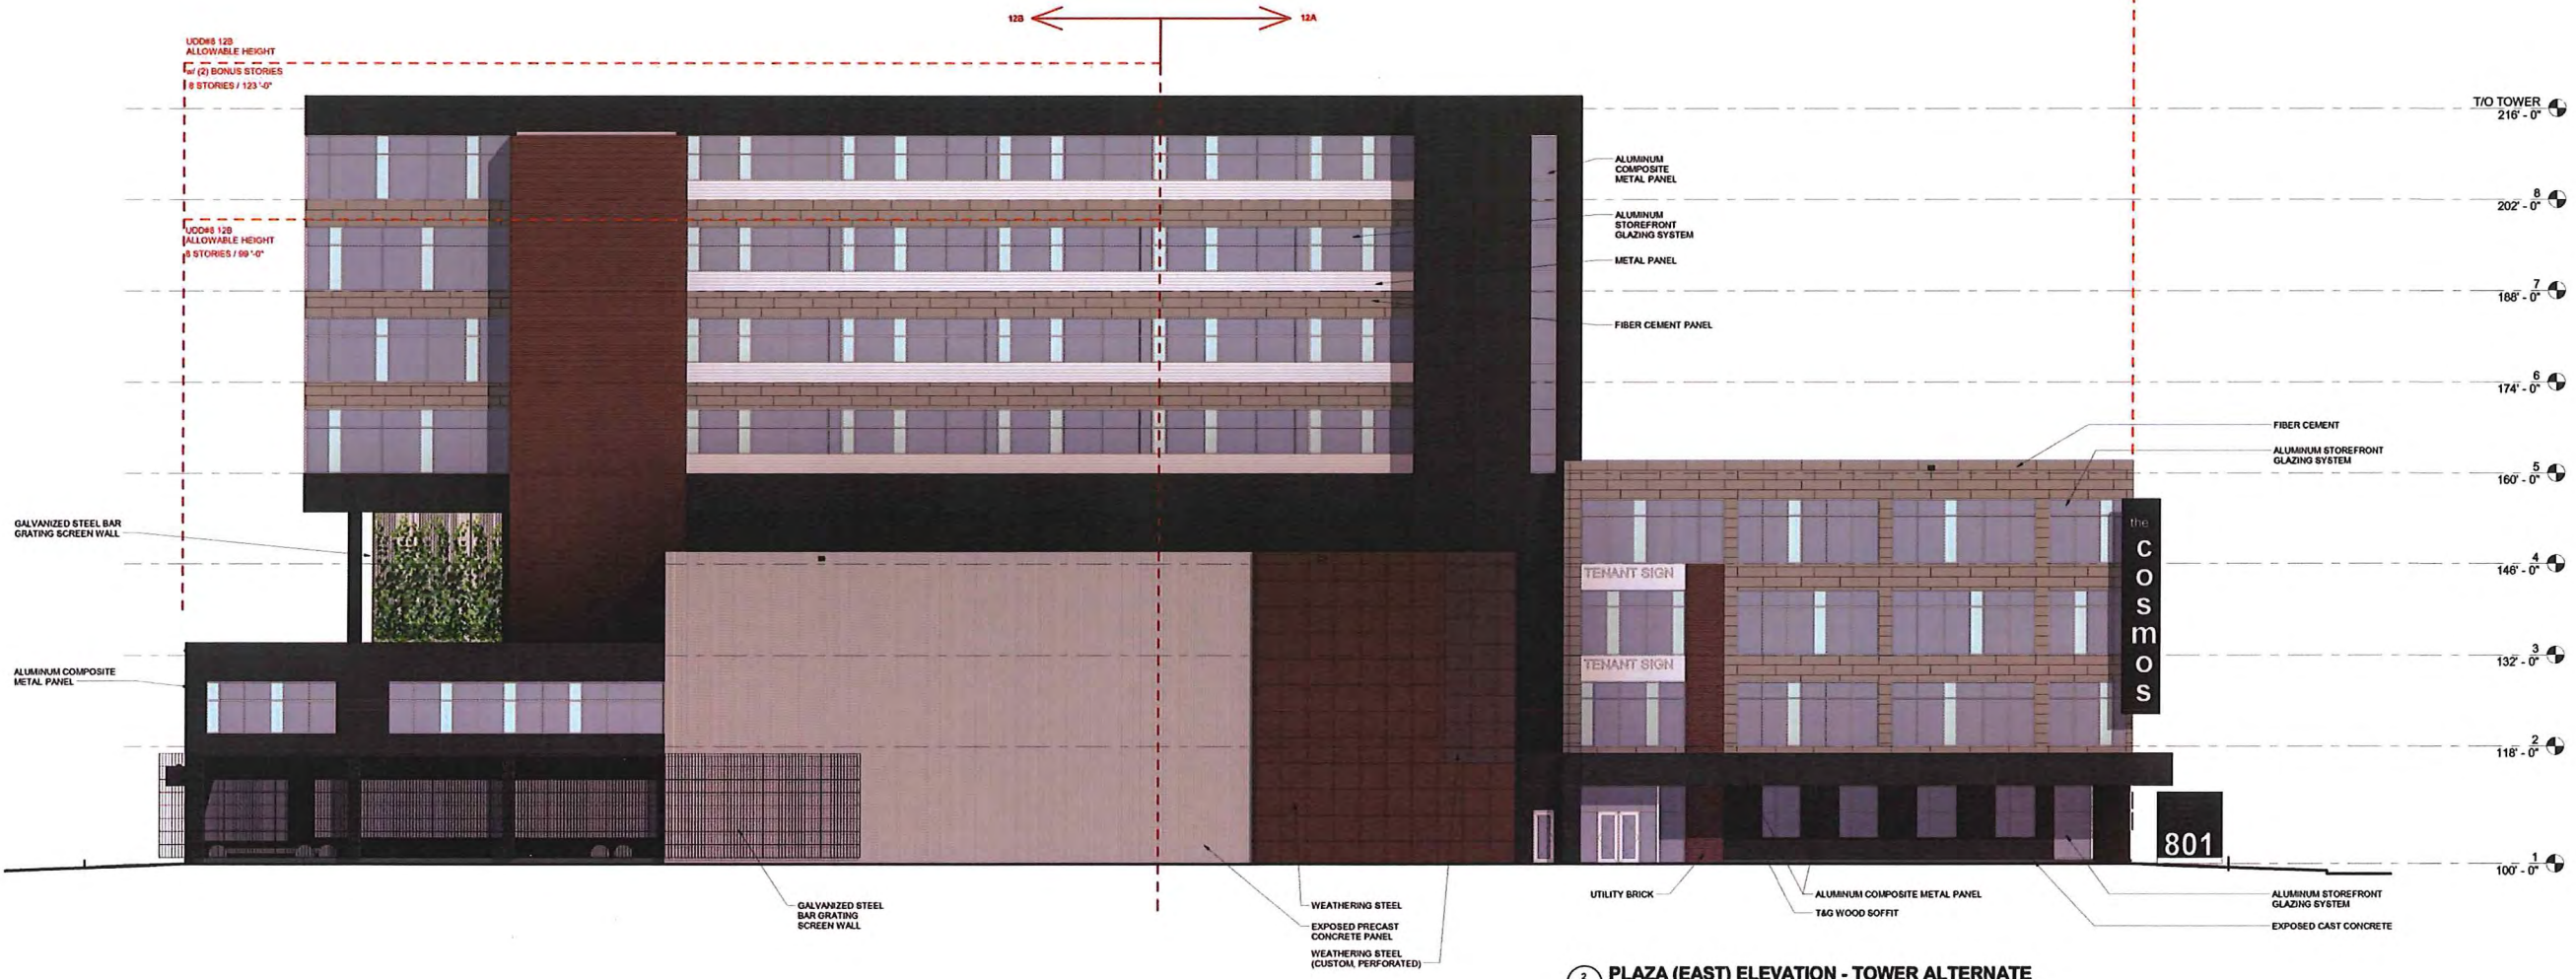 12B
12A
UDD#8 12B
ALLOWABLE HEIGHT
w/ (2) BONUS STORIES
8 STORIES / 123'-0"
T/O TOWER
216' - 0"
ALUMINUM
COMPOSITE
METAL PANEL
8
202' - 0"
ALUMINUM
STOREFRONT
GLAZING SYSTEM
UDD#8 12B
ALLOWABLE HEIGHT
STORIES / 99'-0"
METAL PANEL
7
188' - 0"
FIBER CEMENT PANEL
6
174' - 0"
FIBER CEMENT
ALUMINUM STOREFRONT
GLAZING SYSTEM
5
160' - 0"
GALVANIZED STEEL BAR
GRATING SCREEN WALL
the
cosmos
4
146' - 0"
TENANT SIGN
3
132' - 0"
TENANT SIGN
ALUMINUM COMPOSITE
METAL PANEL
2
118' - 0"
801
1
100' - 0"
UTILITY BRICK
ALUMINUM COMPOSITE METAL PANEL
T&G WOOD SOFFIT
ALUMINUM STOREFRONT
GLAZING SYSTEM
EXPOSED CAST CONCRETE
GALVANIZED STEEL
BAR GRATING
SCREEN WALL
WEATHERING STEEL
EXPOSED PRECAST
CONCRETE PANEL
WEATHERING STEEL
(CUSTOM, PERFORATED)
2
PLAZA (EAST) ELEVATION - TOWER ALTERNATE